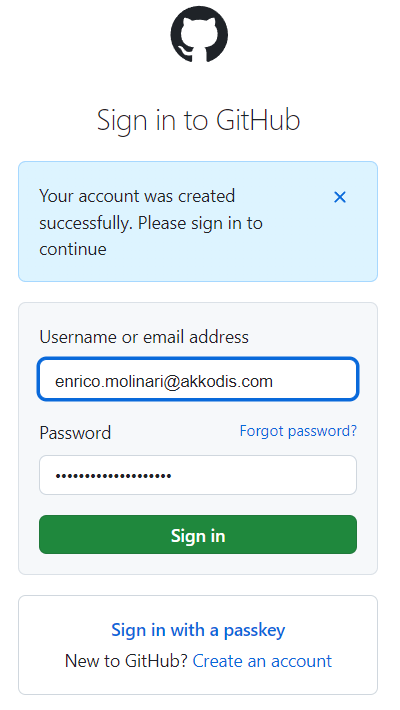 Sign in to GitHub
Your account was created
successfully. Please sign in to
continue
Username or email address
enrico.molinari@akkodis.com
Password
Forgot password?
••••••••••••••••••••
Sign in
Sign in with a passkey
New to GitHub? Create an account